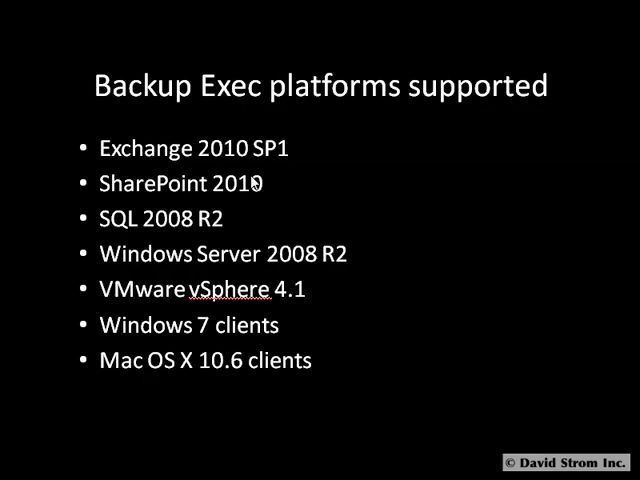 Backup Exec platforms supported
• Exchange 2010 SP1
• SharePoint 2010
• SQL 2008 R2
• Windows Server 2008 R2
• VMware vSphere 4.1
• Windows 7 clients
• Mac OS X 10.6 clients
© David Strom Inc.